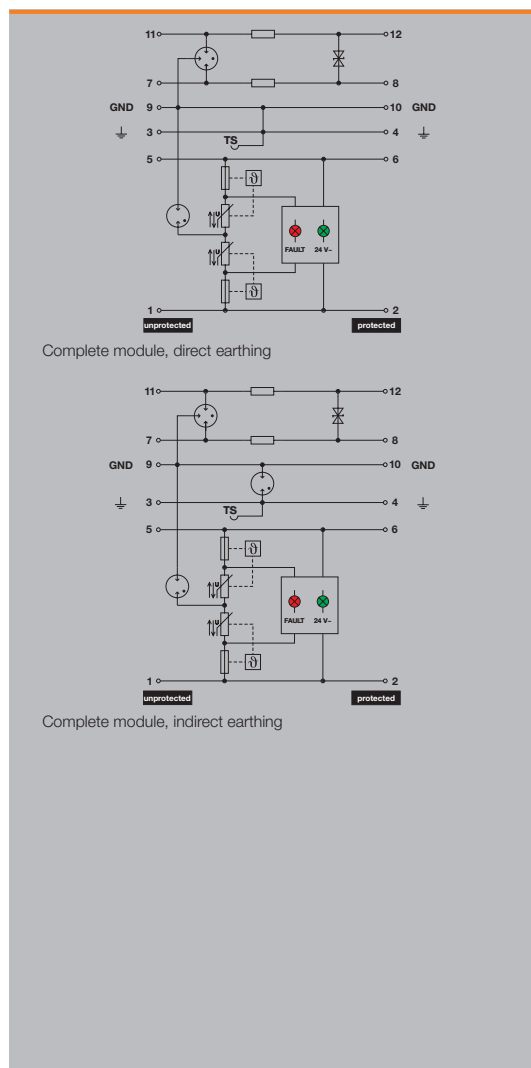 11 12
7 8
GND 9 10 GND
3 4
TS
5 6
ϑ
U
U
FAULT 24 V~
ϑ
1 2
unprotected protected
Complete module, direct earthing
11 12
7 8
GND 9 10 GND
3 4
TS
5 6
ϑ
U
U
FAULT 24 V~
ϑ
1 2
unprotected protected
Complete module, indirect earthing